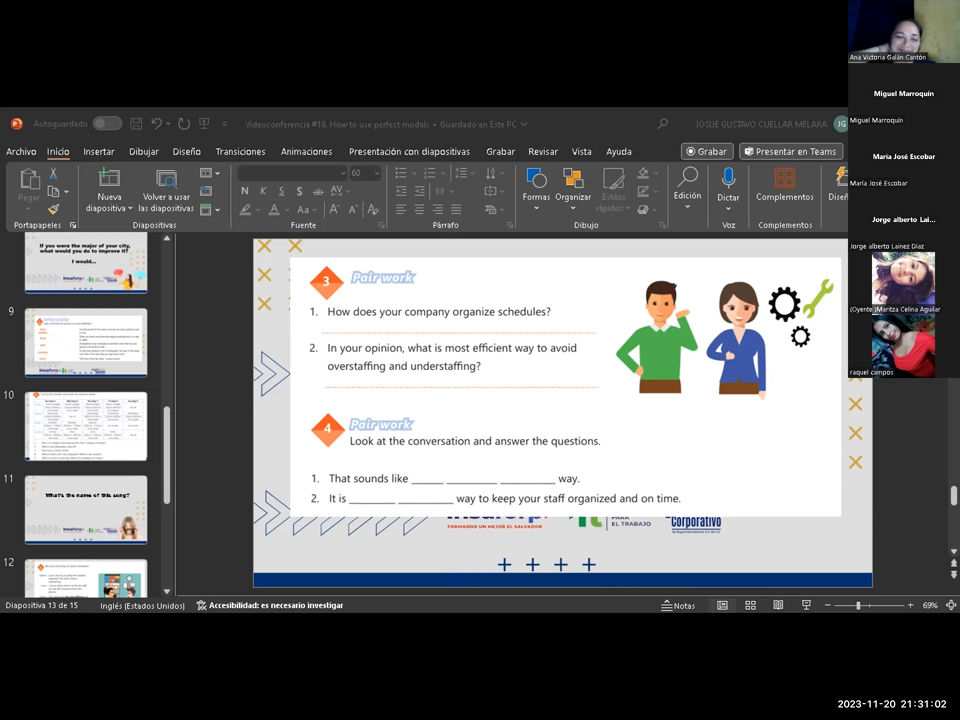 Ana Victoria Galán Cantón
Miguel Marroquín
Miguel Marroquín
María José Escobar
María José Escobar
Jorge alberto Lai...
Jorge alberto Lainez Díaz
(Oyente )Maritza Celina Aguilar
raquel campos
Autoguardado
Videoconferencia #18. How to use perfect modals • Guardado en Este PC
JOSUE GUSTAVO CUELLAR MELARA
JG
Archivo Inicio Insertar Dibujar Diseño Transiciones Animaciones Presentación con diapositivas Grabar Revisar Vista Ayuda
Grabar
Presentar en Teams
Pegar
Nueva diapositiva
Volver a usar las diapositivas
60
N K S S AV
Aa A A
Formas
Organizar
Estilos rápidos
Edición
Dictar
Complementos
Portapapeles
Diapositivas
Fuente
Párrafo
Dibujo
Voz
Complementos
If you were the major of your city,
what would you do to improve it?
I would...
9
10
11
What's the name of this song?
12
3 Pair work
1. How does your company organize schedules?
2. In your opinion, what is most efficient way to avoid
overstaffing and understaffing?
4 Pair work
Look at the conversation and answer the questions.
1. That sounds like ______ _________ __________ way.
2. It is ________ __________ way to keep your staff organized and on time.
FORMANDO UN MEJOR EL SALVADOR
PARA
EL TRABAJO
Corporativo
Diapositiva 13 de 15
Inglés (Estados Unidos)
Accesibilidad: es necesario investigar
Notas
69%
2023-11-20 21:31:02